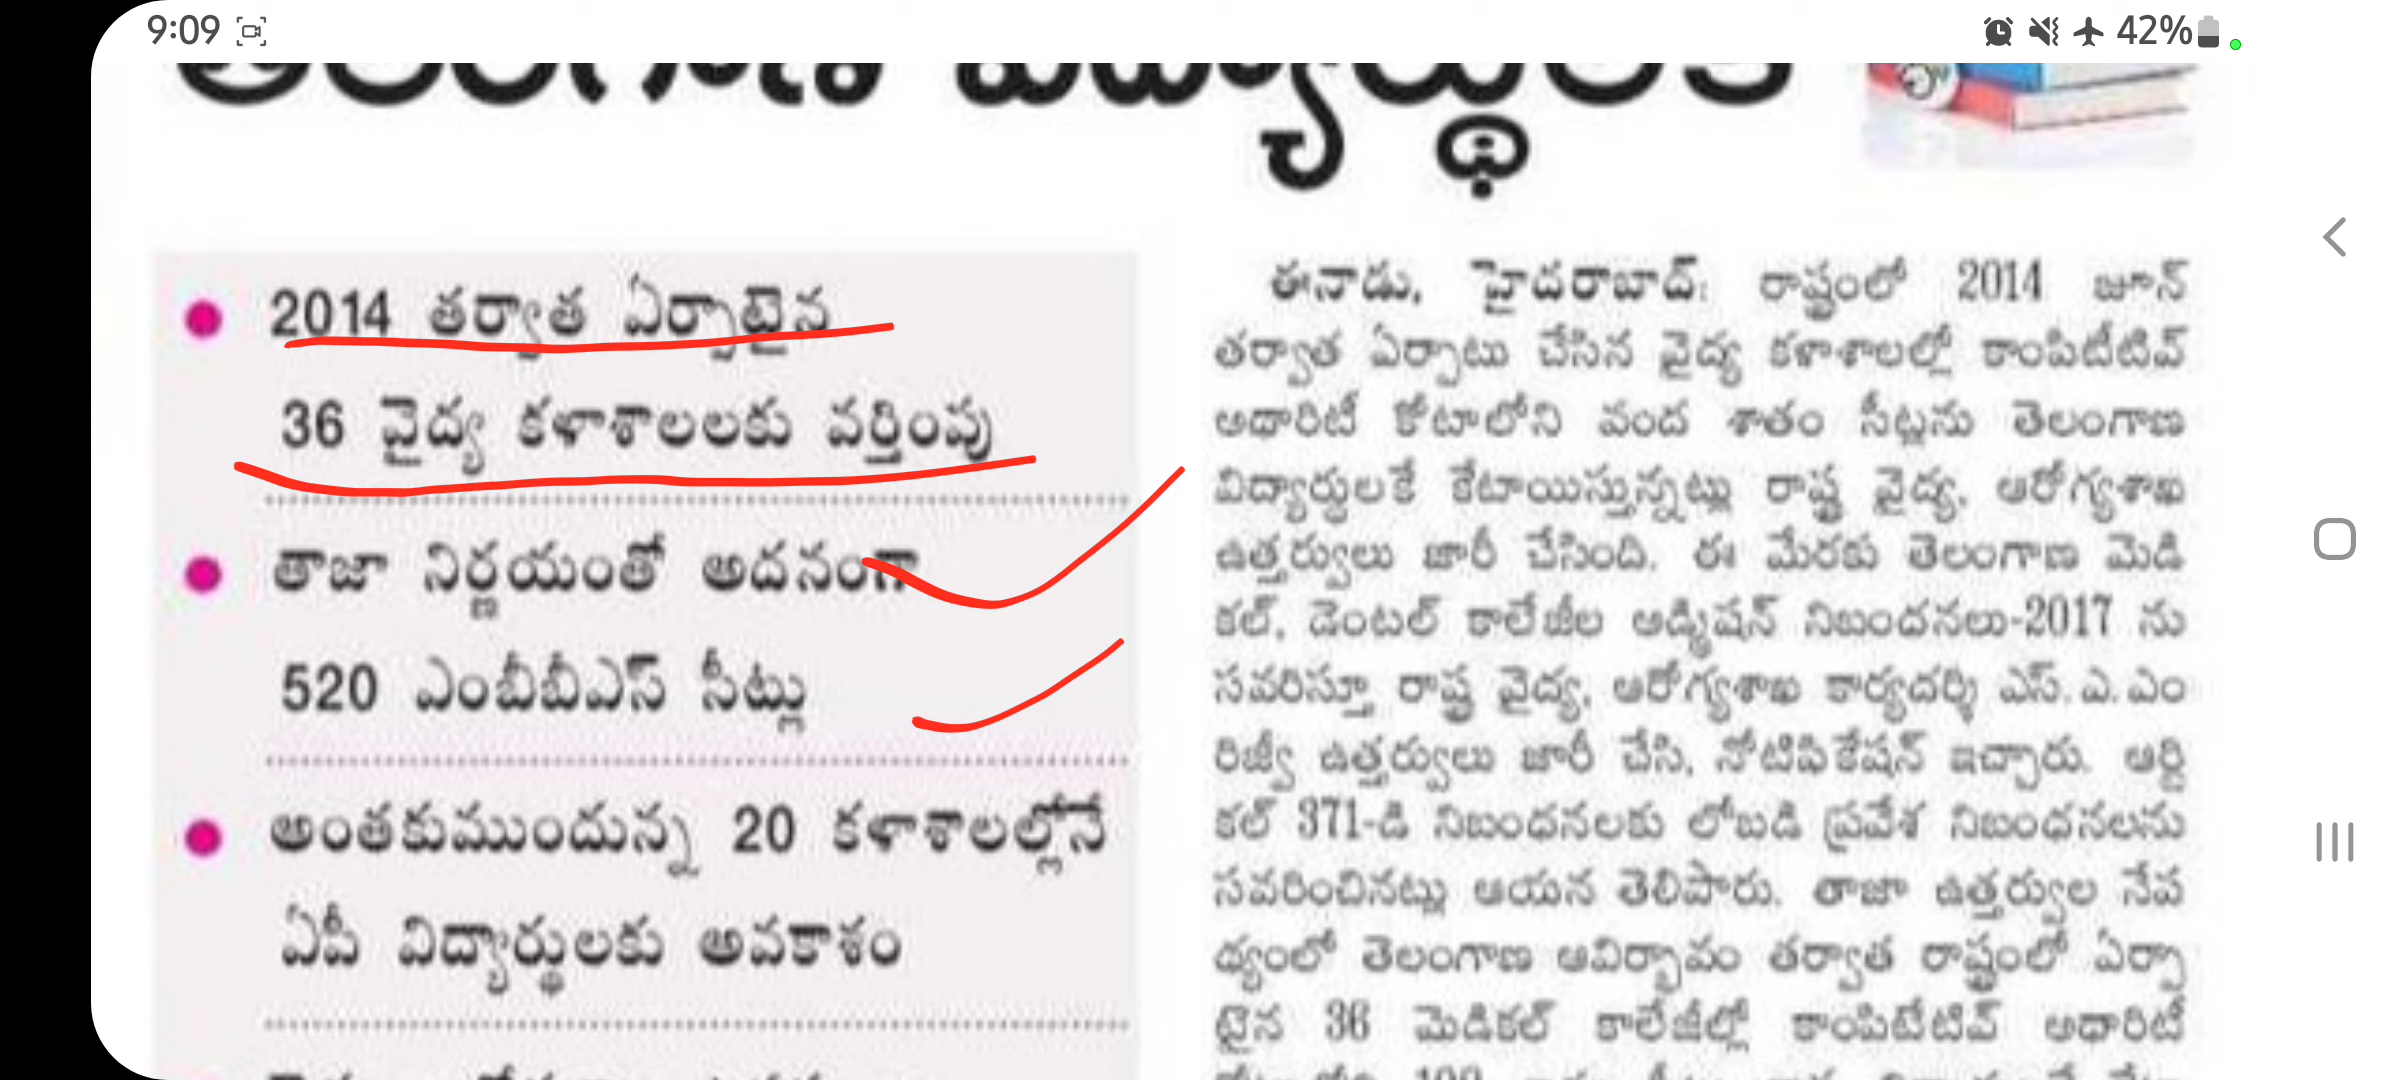 9:09
42%
తెలంగాణ విద్యార్థులకే
2014 తర్వాత ఏర్పాటైన
36 వైద్య కళాశాలలకు వర్తింపు
తాజా నిర్ణయంతో అదనంగా
520 ఎంబీబీఎస్ సీట్లు
అంతకుముందున్న 20 కళాశాలల్లోనే
ఏపీ విద్యార్థులకు అవకాశం
ఈనాడు, హైదరాబాద్: రాష్ట్రంలో 2014 జూన్
తర్వాత ఏర్పాటు చేసిన వైద్య కళాశాలల్లో కాంపిటీటివ్
అథారిటీ కోటాలోని వంద శాతం సీట్లను తెలంగాణ
విద్యార్థులకే కేటాయిస్తున్నట్లు రాష్ట్ర వైద్య, ఆరోగ్యశాఖ
ఉత్తర్వులు జారీ చేసింది. ఈ మేరకు తెలంగాణ మెడి
కల్, డెంటల్ కాలేజీల అడ్మిషన్ నిబందనలు-2017 ను
సవరిస్తూ రాష్ట్ర వైద్య, ఆరోగ్యశాఖ కార్యదర్శి ఎస్.ఎ.ఎం
రిజ్వీ ఉత్తర్వులు జారీ చేసి, నోటిఫికేషన్ ఇచ్చారు. ఆర్టి
కల్ 371-డి నిబంధనలకు లోబడి ప్రవేశ నిబంధనలను
సవరించినట్లు ఆయన తెలిపారు. తాజా ఉత్తర్వుల నేప
థ్యంలో తెలంగాణ ఆవిర్భావం తర్వాత రాష్ట్రంలో ఏర్పా
టైన 36 మెడికల్ కాలేజీల్లో కాంపిటేటివ్ అథారిటీ